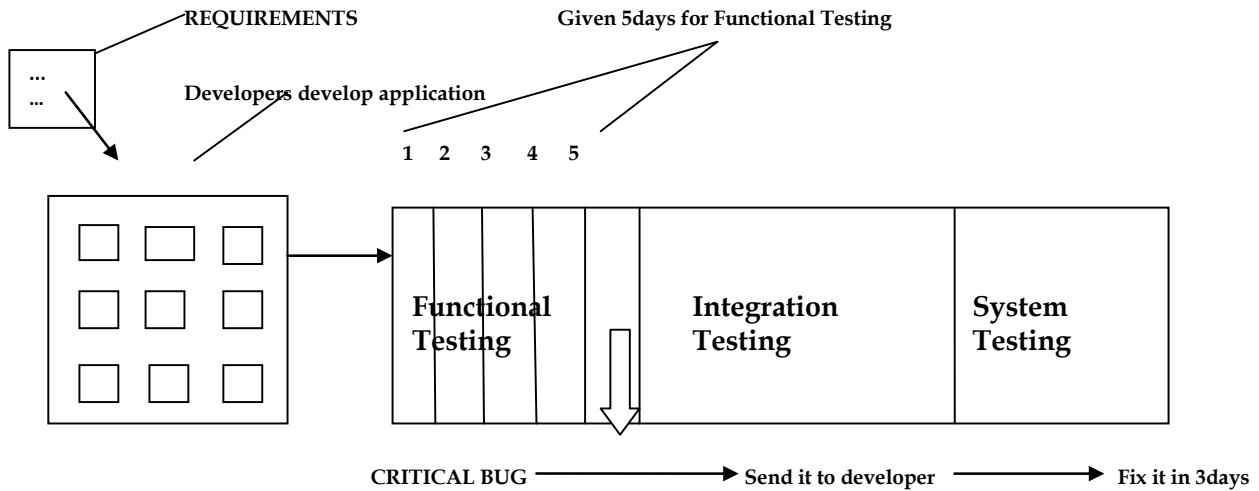 REQUIREMENTS
Given 5days for Functional Testing
...
...
Developers develop application
1 2 3 4 5
Functional
Testing
Integration
Testing
System
Testing
CRITICAL BUG
Send it to developer
Fix it in 3days